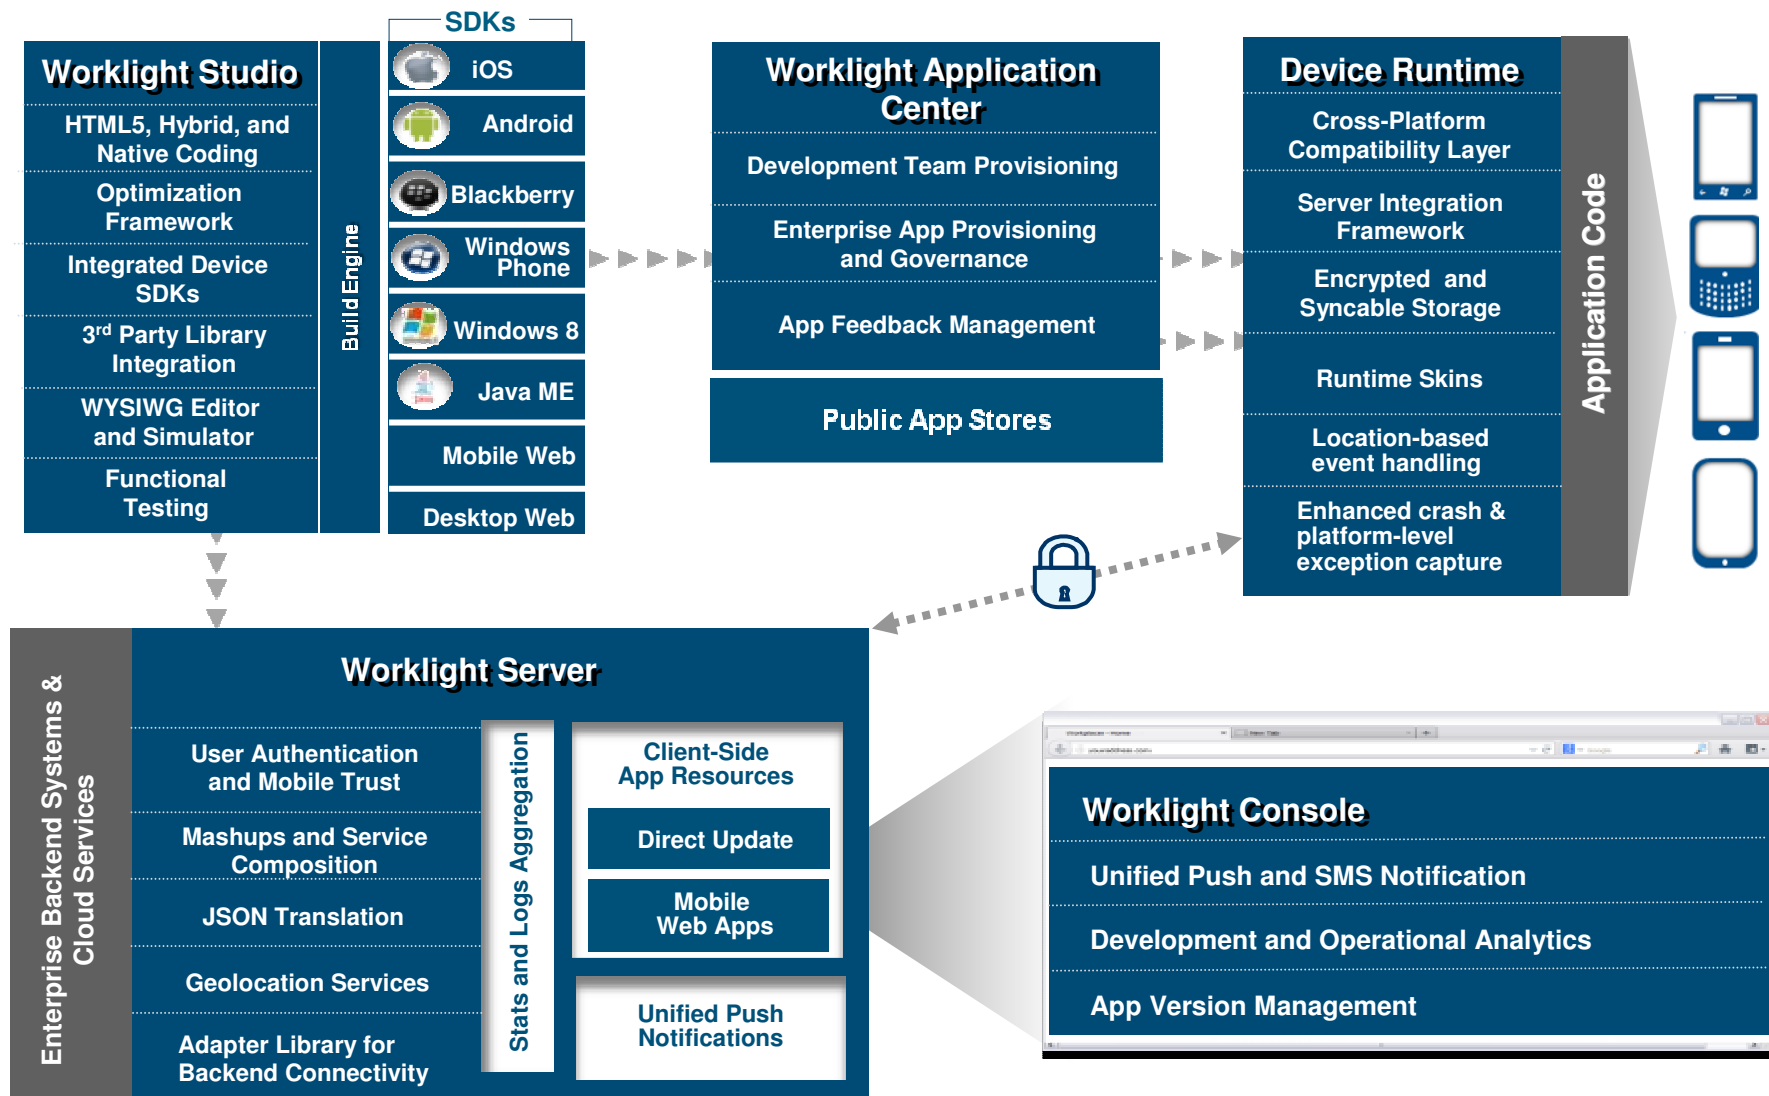 SDKs
Worklight Studio
HTML5, Hybrid, and
Native Coding
Optimization
Framework
Integrated Device
SDKs
3rd Party Library
Integration
WYSIWG Editor
and Simulator
Functional
Testing
Build Engine
iOS
Android
Blackberry
Windows
Phone
Windows 8
Java ME
Mobile Web
Desktop Web
Worklight Application
Center
Development Team Provisioning
Enterprise App Provisioning
and Governance
App Feedback Management
Public App Stores
Device Runtime
Cross-Platform
Compatibility Layer
Server Integration
Framework
Encrypted and
Syncable Storage
Runtime Skins
Location-based
event handling
Enhanced crash &
platform-level
exception capture
Application Code
Enterprise Backend Systems &
Cloud Services
Worklight Server
User Authentication
and Mobile Trust
Mashups and Service
Composition
JSON Translation
Geolocation Services
Adapter Library for
Backend Connectivity
Stats and Logs Aggregation
Client-Side
App Resources
Direct Update
Mobile
Web Apps
Unified Push
Notifications
New Tab
Google
Worklight Console
Unified Push and SMS Notification
Development and Operational Analytics
App Version Management